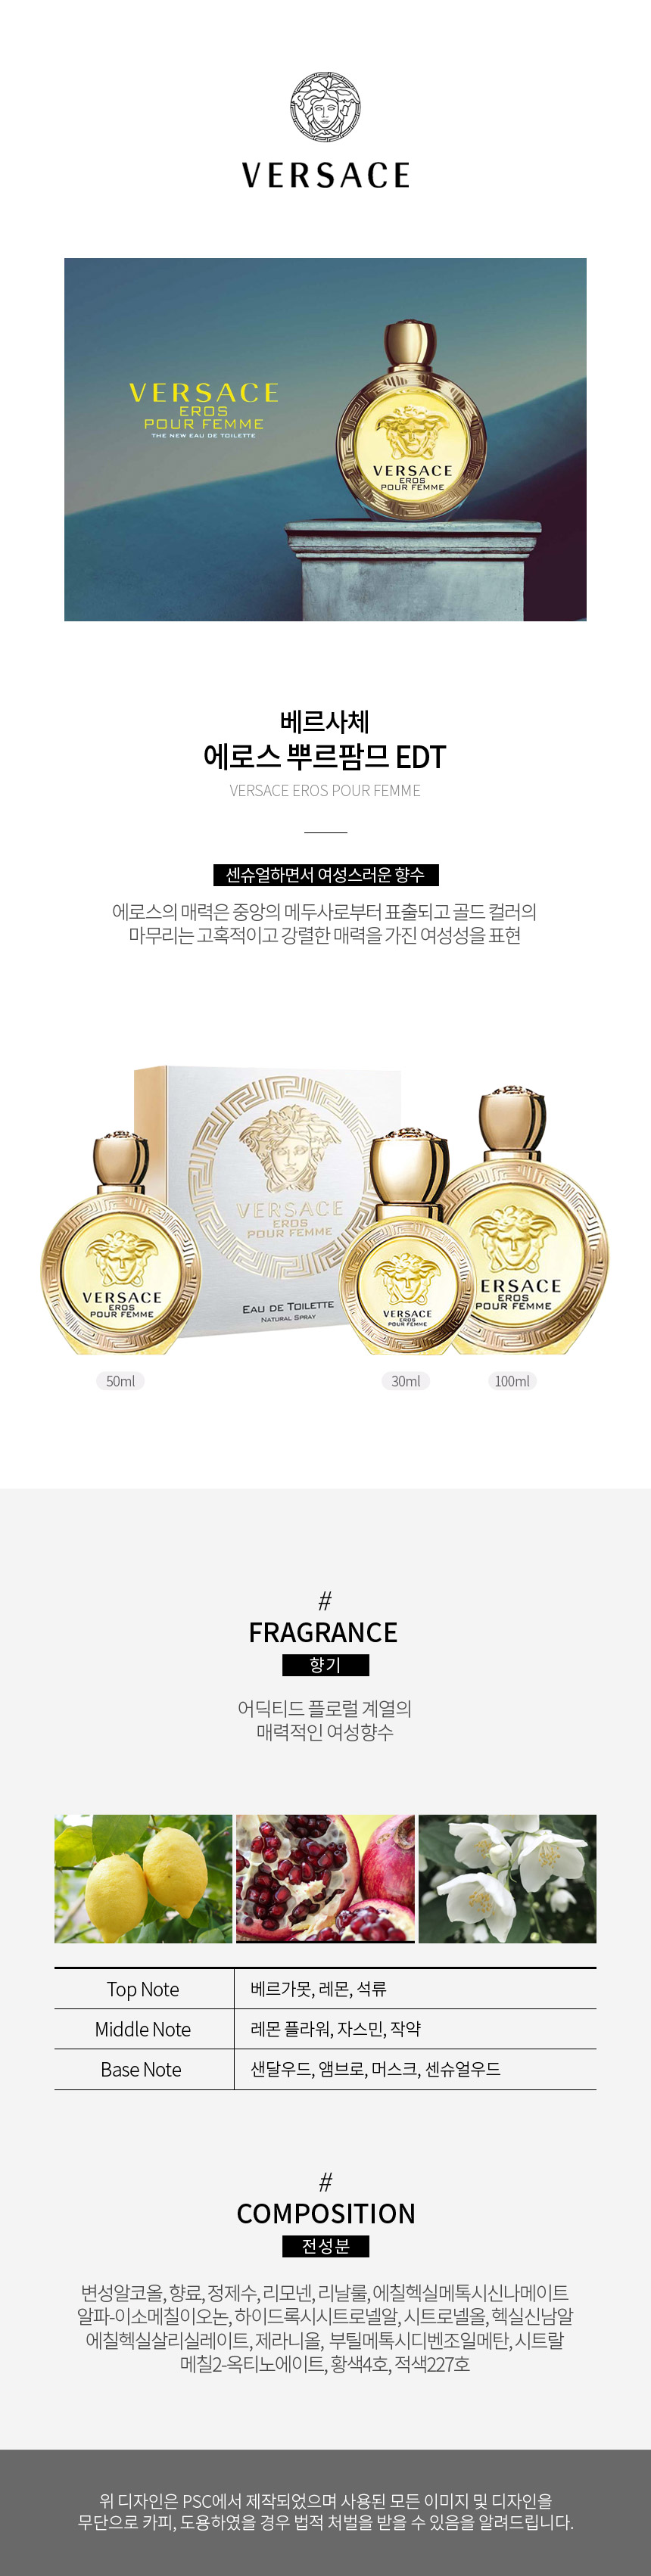 VERSACE
VERSACE
EROS
POUR FEMME
THE NEW EAU DE TOILETTE
VERSACE
EROS
POUR FEMME
베르사체
에로스 뿌르팜므 EDT
VERSACE EROS POUR FEMME
센슈얼하면서 여성스러운 향수
에로스의 매력은 중앙의 메두사로부터 표출되고 골드 컬러의
마무리는 고혹적이고 강렬한 매력을 가진 여성성을 표현
VERSACE
EROS
POUR FEMME
VERSACE
EROS
POUR FEMME
EAU DE TOILETTE
NATURAL SPRAY
VERSACE
EROS
POUR FEMME
ERSACE
EROS
POUR FEMME
50ml
30ml
100ml
#
FRAGRANCE
향기
어딕티드 플로럴 계열의
매력적인 여성향수
Top Note 베르가못, 레몬, 석류
Middle Note 레몬 플라워, 자스민, 작약
Base Note 샌달우드, 앰브로, 머스크, 센슈얼우드
#
COMPOSITION
전성분
변성알코올, 향료, 정제수, 리모넨, 리날룰, 에칠헥실메톡시신나메이트
알파-이소메칠이오논, 하이드록시시트로넬알, 시트로넬올, 헥실신남알
에칠헥실살리실레이트, 제라니올, 부틸메톡시디벤조일메탄, 시트랄
메칠2-옥티노에이트, 황색4호, 적색227호
위 디자인은 PSC에서 제작되었으며 사용된 모든 이미지 및 디자인을
무단으로 카피, 도용하였을 경우 법적 처벌을 받을 수 있음을 알려드립니다.